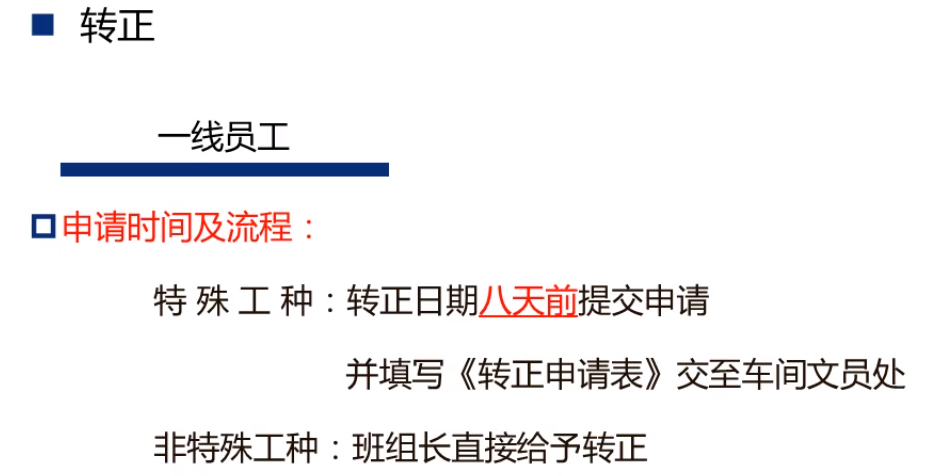 转正
一线员工
申请时间及流程：
特 殊 工 种：转正日期八天前提交申请
并填写《转正申请表》交至车间文员处
非特殊工种：班组长直接给予转正